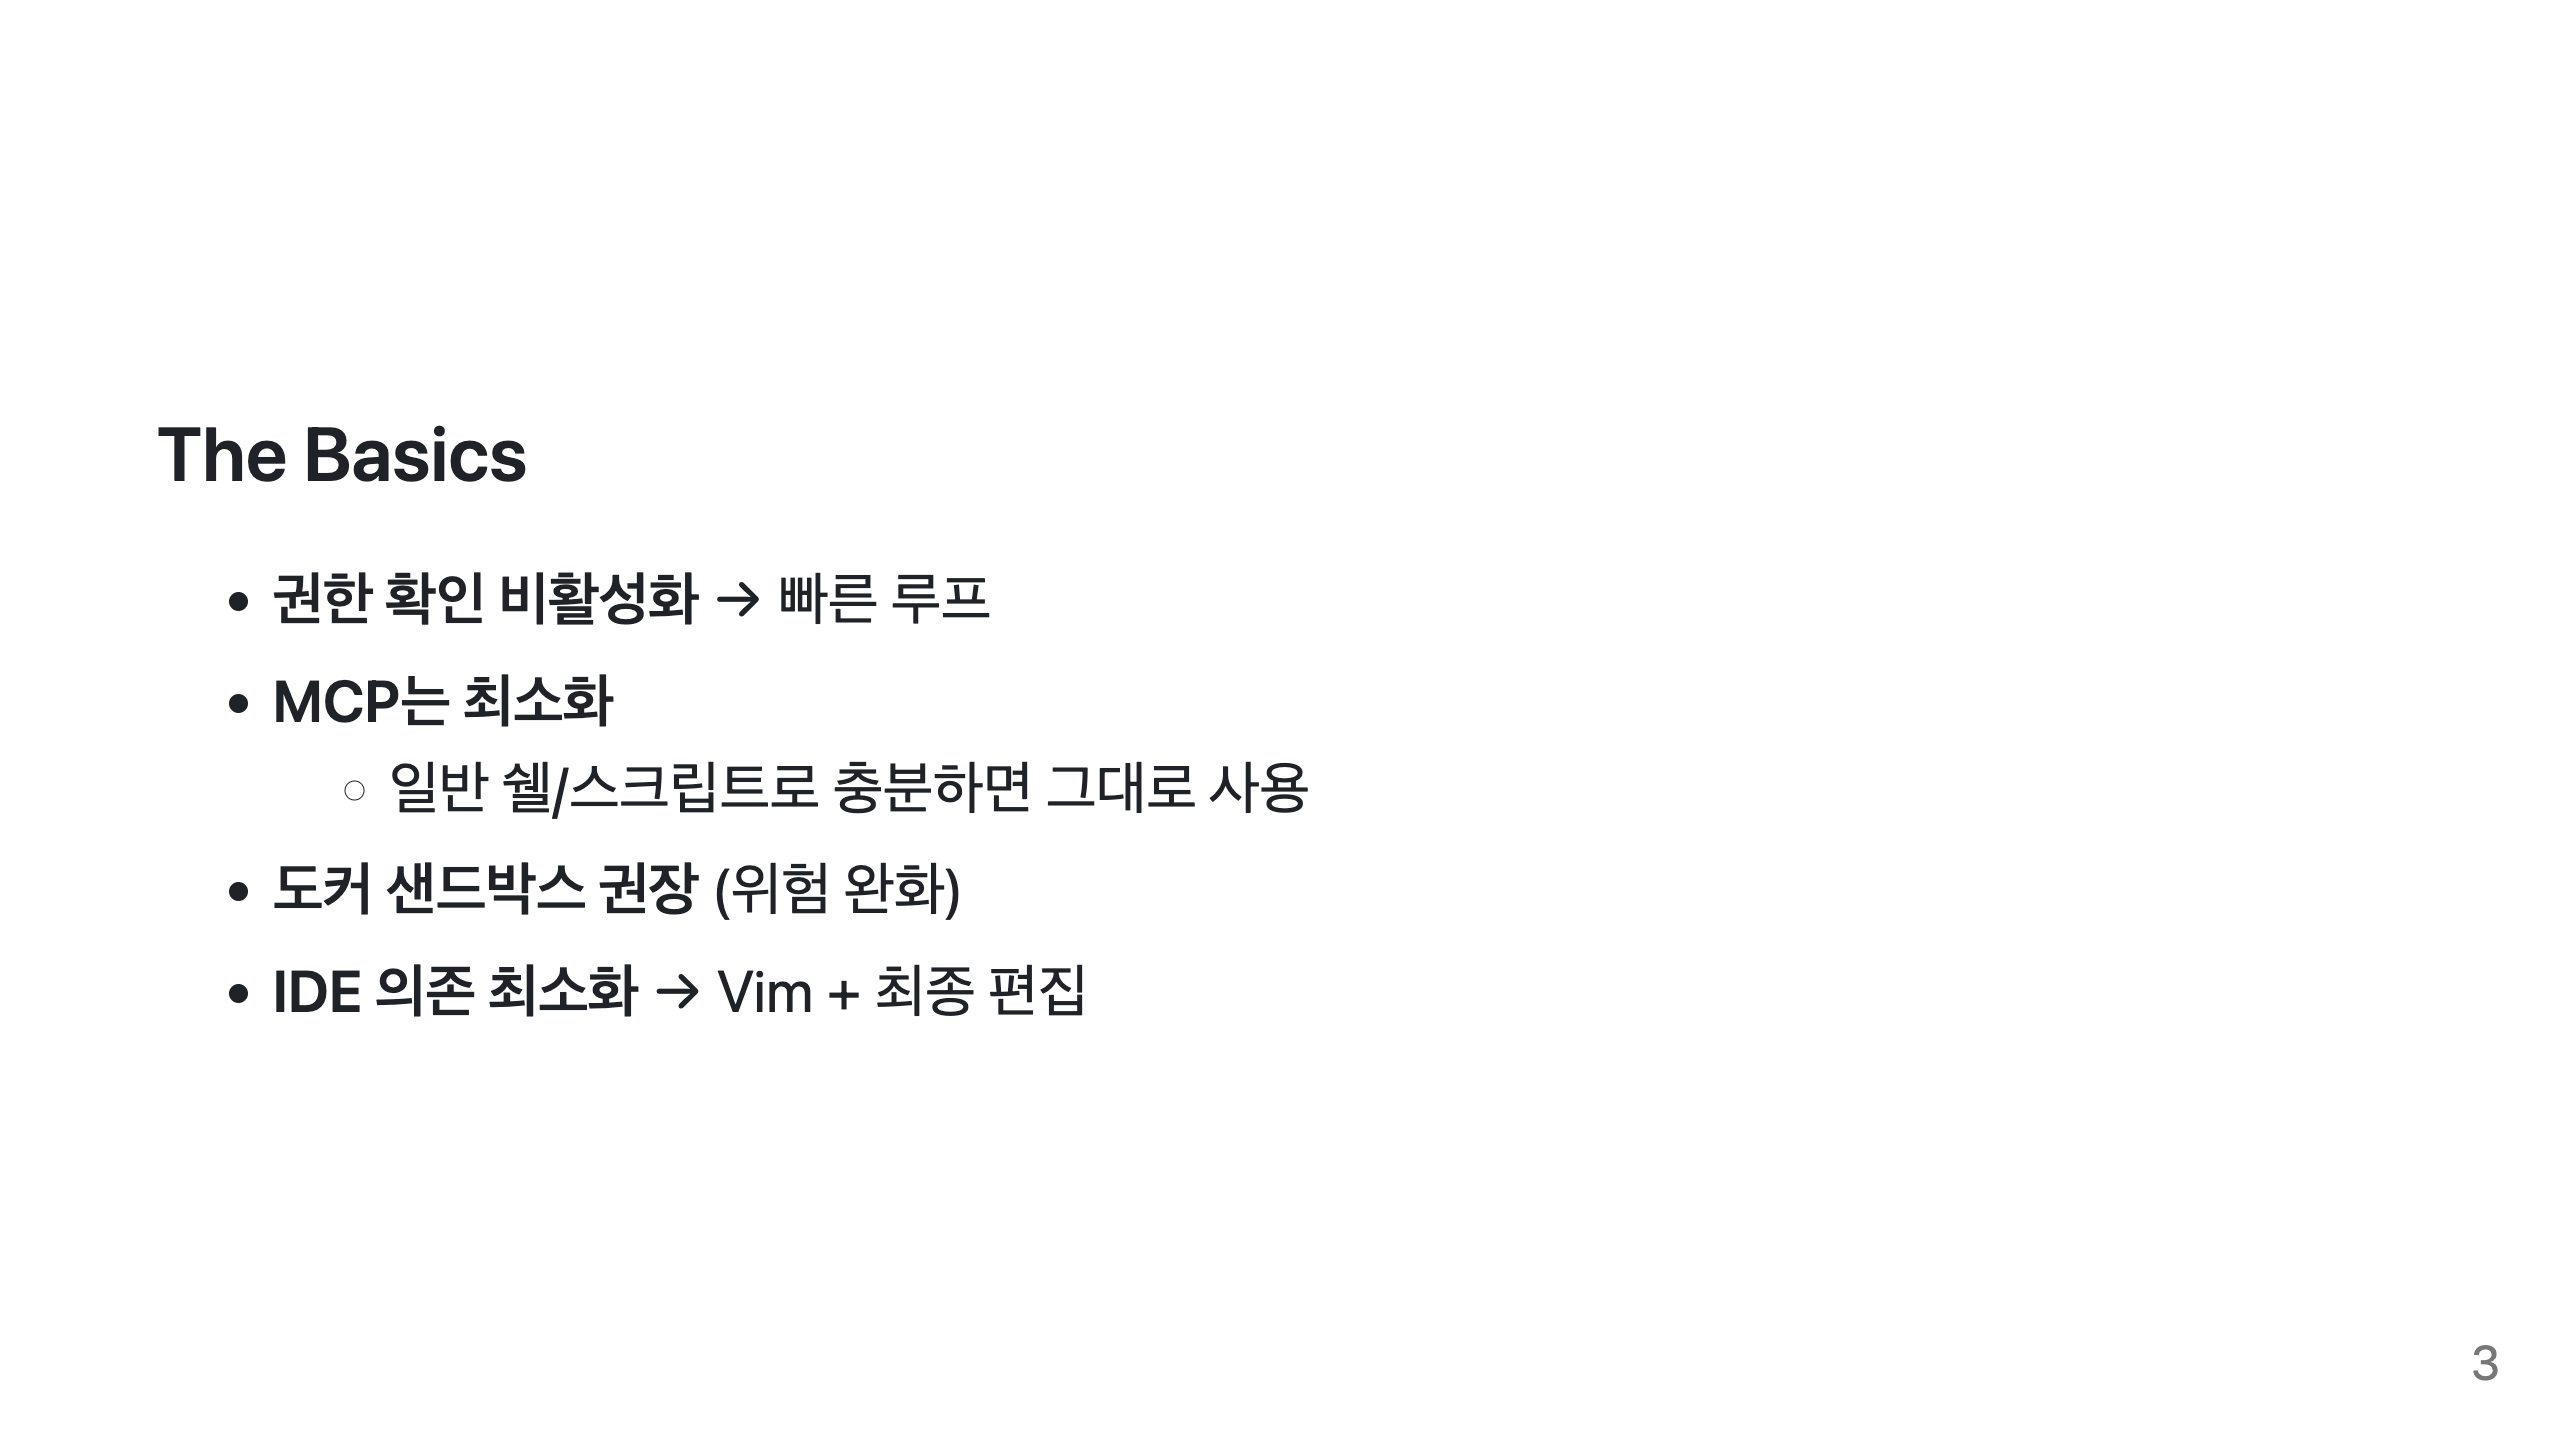 The Basics
• 권한 확인 비활성화 → 빠른 루프
• MCP는 최소화
○ 일반 쉘/스크립트로 충분하면 그대로 사용
• 도커 샌드박스 권장 (위험 완화)
• IDE 의존 최소화 → Vim + 최종 편집
3